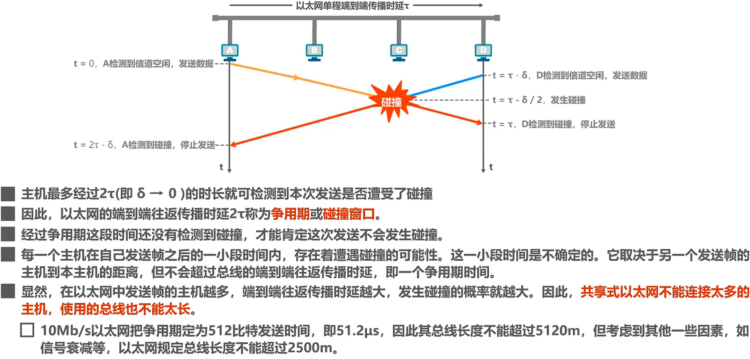 以太网单程端到端传播时延τ
A B C D
t = 0，A检测到信道空闲，发送数据
t = τ - δ，D检测到信道空闲，发送数据
碰撞
t = τ - δ / 2，发生碰撞
t = τ，D检测到碰撞，停止发送
t = 2τ - δ，A检测到碰撞，停止发送
t t
主机最多经过2τ(即 δ → 0 )的时长就可检测到本次发送是否遭受了碰撞
因此，以太网的端到端往返传播时延2τ称为争用期或碰撞窗口。
经过争用期这段时间还没有检测到碰撞，才能肯定这次发送不会发生碰撞。
每一个主机在自己发送帧之后的一小段时间内，存在着遭遇碰撞的可能性。这一小段时间是不确定的。它取决于另一个发送帧的
主机到本主机的距离，但不会超过总线的端到端往返传播时延，即一个争用期时间。
显然，在以太网中发送帧的主机越多，端到端往返传播时延越大，发生碰撞的概率就越大。因此，共享式以太网不能连接太多的
主机，使用的总线也不能太长。
10Mb/s以太网把争用期定为512比特发送时间，即51.2μs，因此其总线长度不能超过5120m，但考虑到其他一些因素，如
信号衰减等，以太网规定总线长度不能超过2500m。